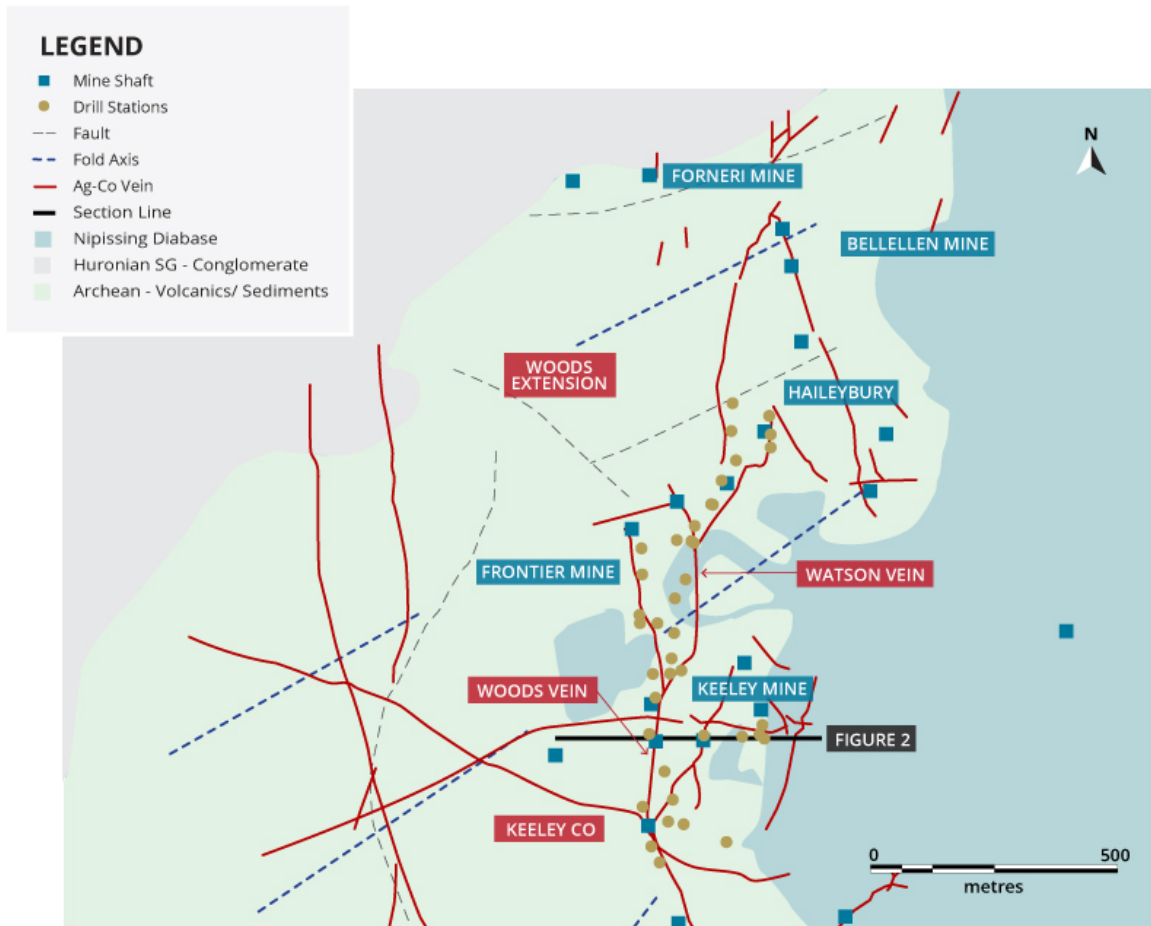 LEGEND
Mine Shaft
Drill Stations
Fault
Fold Axis
Ag-Co Vein
Section Line
Nipissing Diabase
Huronian SG - Conglomerate
Archean - Volcanics/ Sediments
N
FORNERI MINE
BELLELLEN MINE
WOODS
EXTENSION
HAILEYBURY
FRONTIER MINE
WATSON VEIN
WOODS VEIN
KEELEY MINE
FIGURE 2
KEELEY CO
0 500
metres